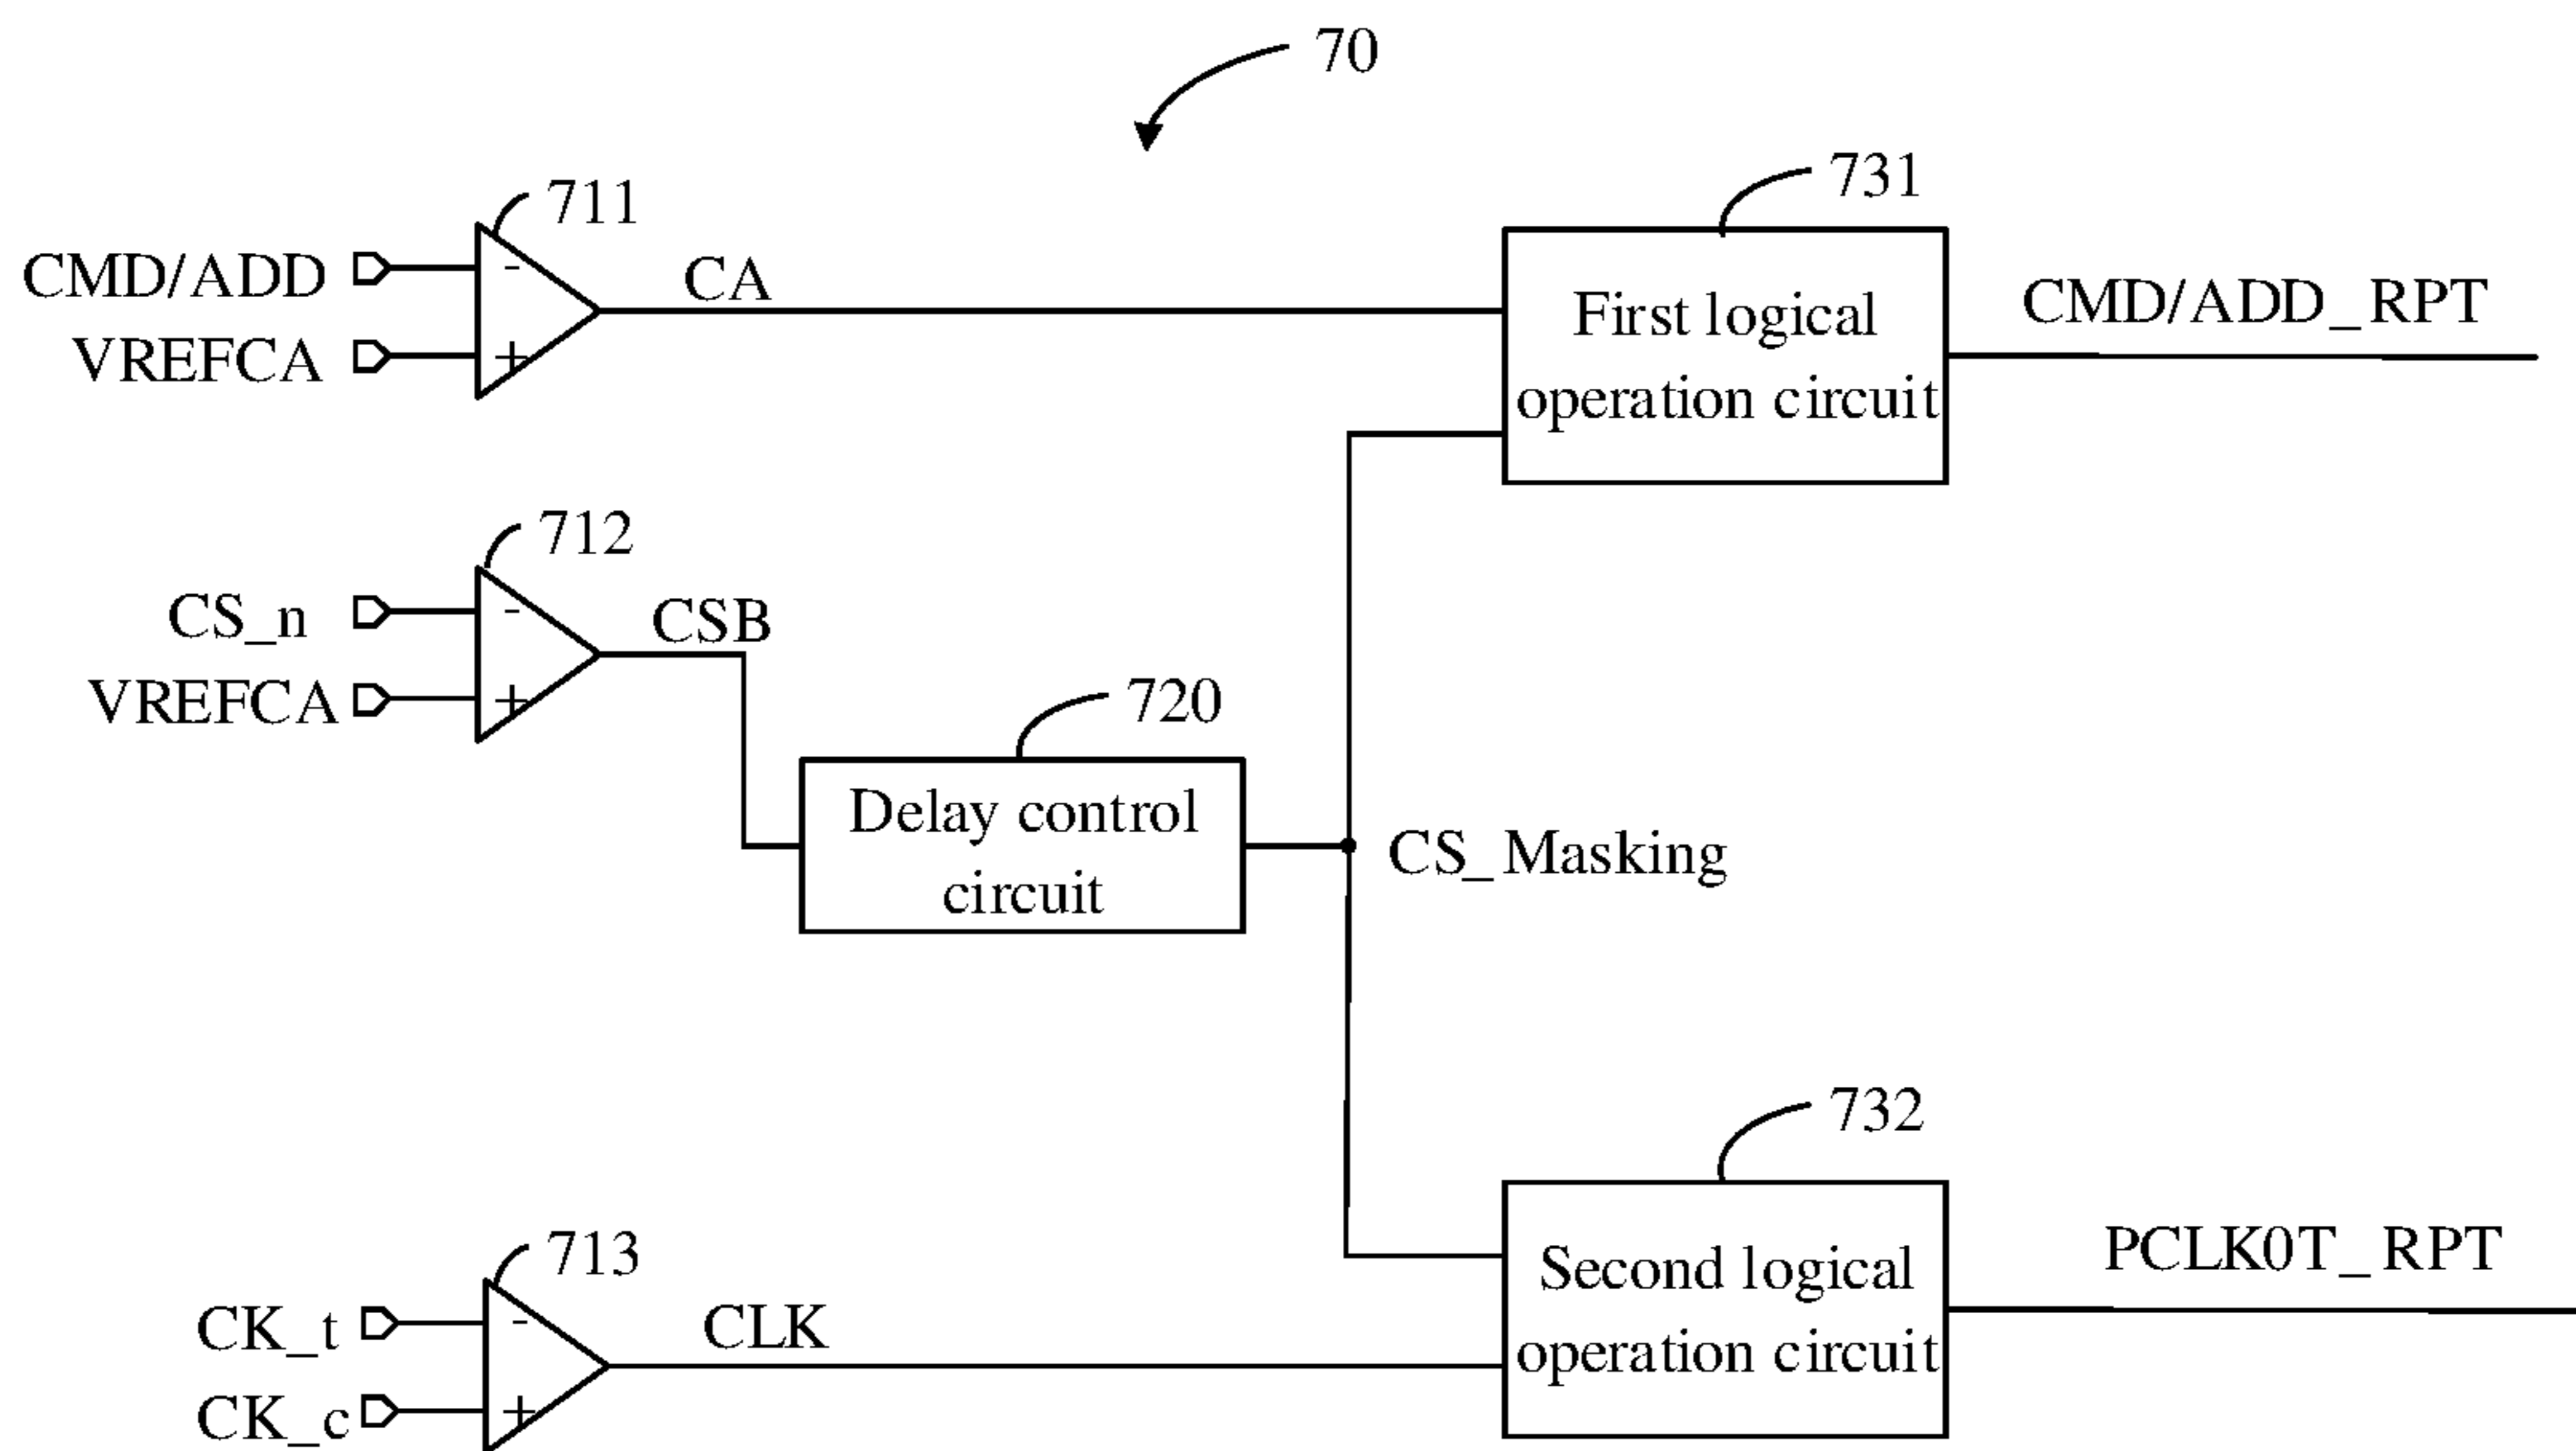 70
711
731
CMD/ADD
-
CA
VREFCA
+
First logical
operation circuit
CMD/ADD_RPT
712
CS_n
-
CSB
VREFCA
+
720
Delay control
circuit
CS_Masking
732
713
CK_t
-
CLK
CK_c
+
Second logical
operation circuit
PCLK0T_RPT